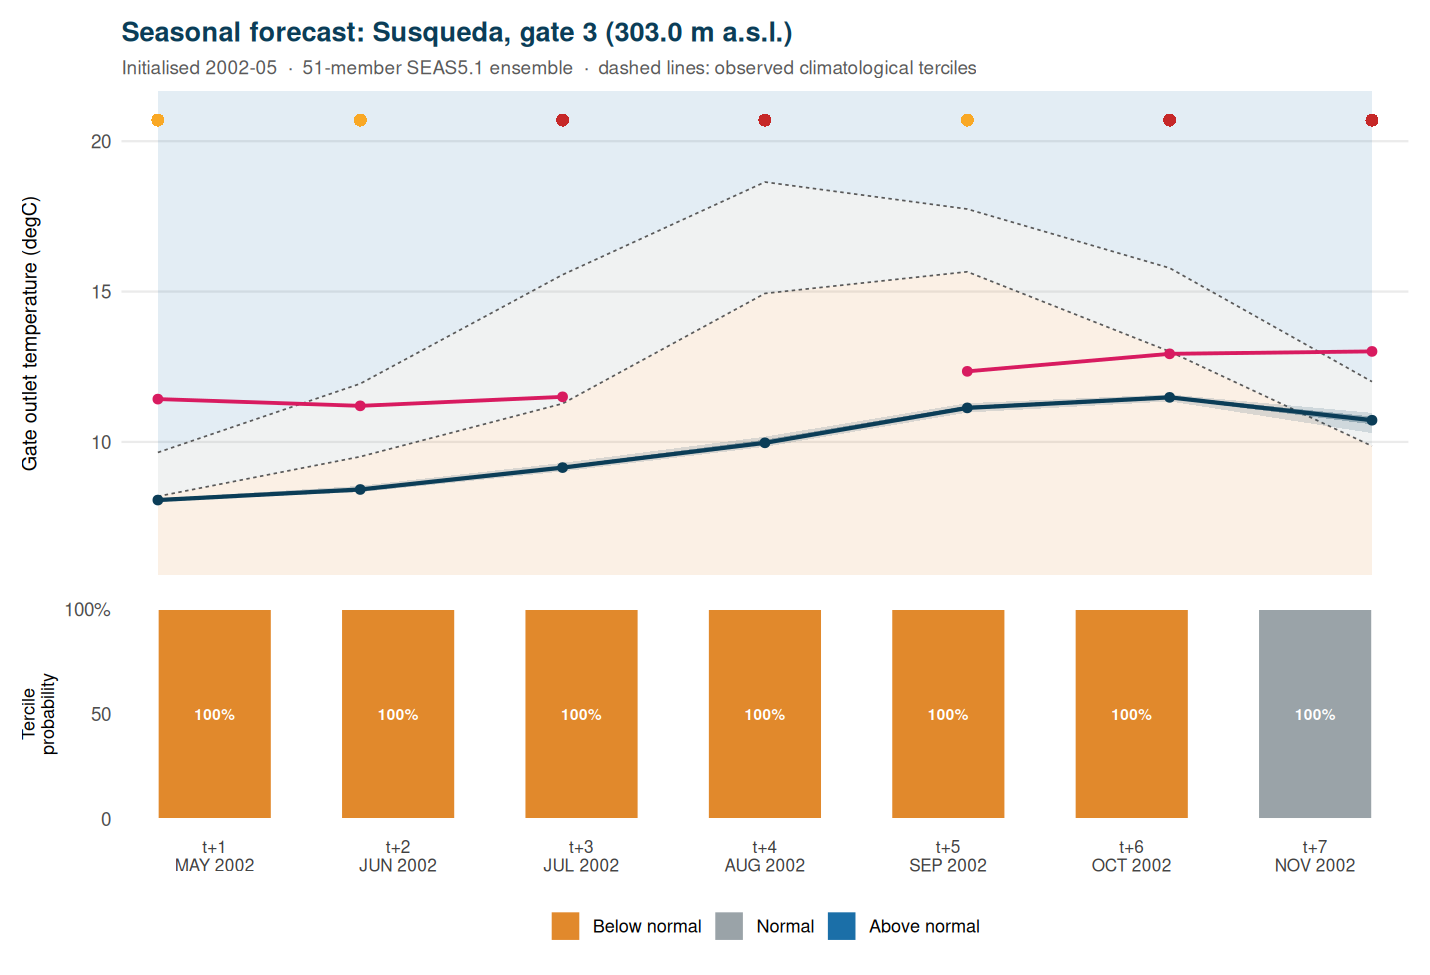 Seasonal forecast: Susqueda, gate 3 (303.0 m a.s.l.)
Initialised 2002-05 · 51-member SEAS5.1 ensemble · dashed lines: observed climatological terciles
Gate outlet temperature (degC)
20
15
10
Tercile
probability
100%
50
0
100%
100%
100%
100%
100%
100%
100%
t+1
MAY 2002
t+2
JUN 2002
t+3
JUL 2002
t+4
AUG 2002
t+5
SEP 2002
t+6
OCT 2002
t+7
NOV 2002
Below normal
Normal
Above normal